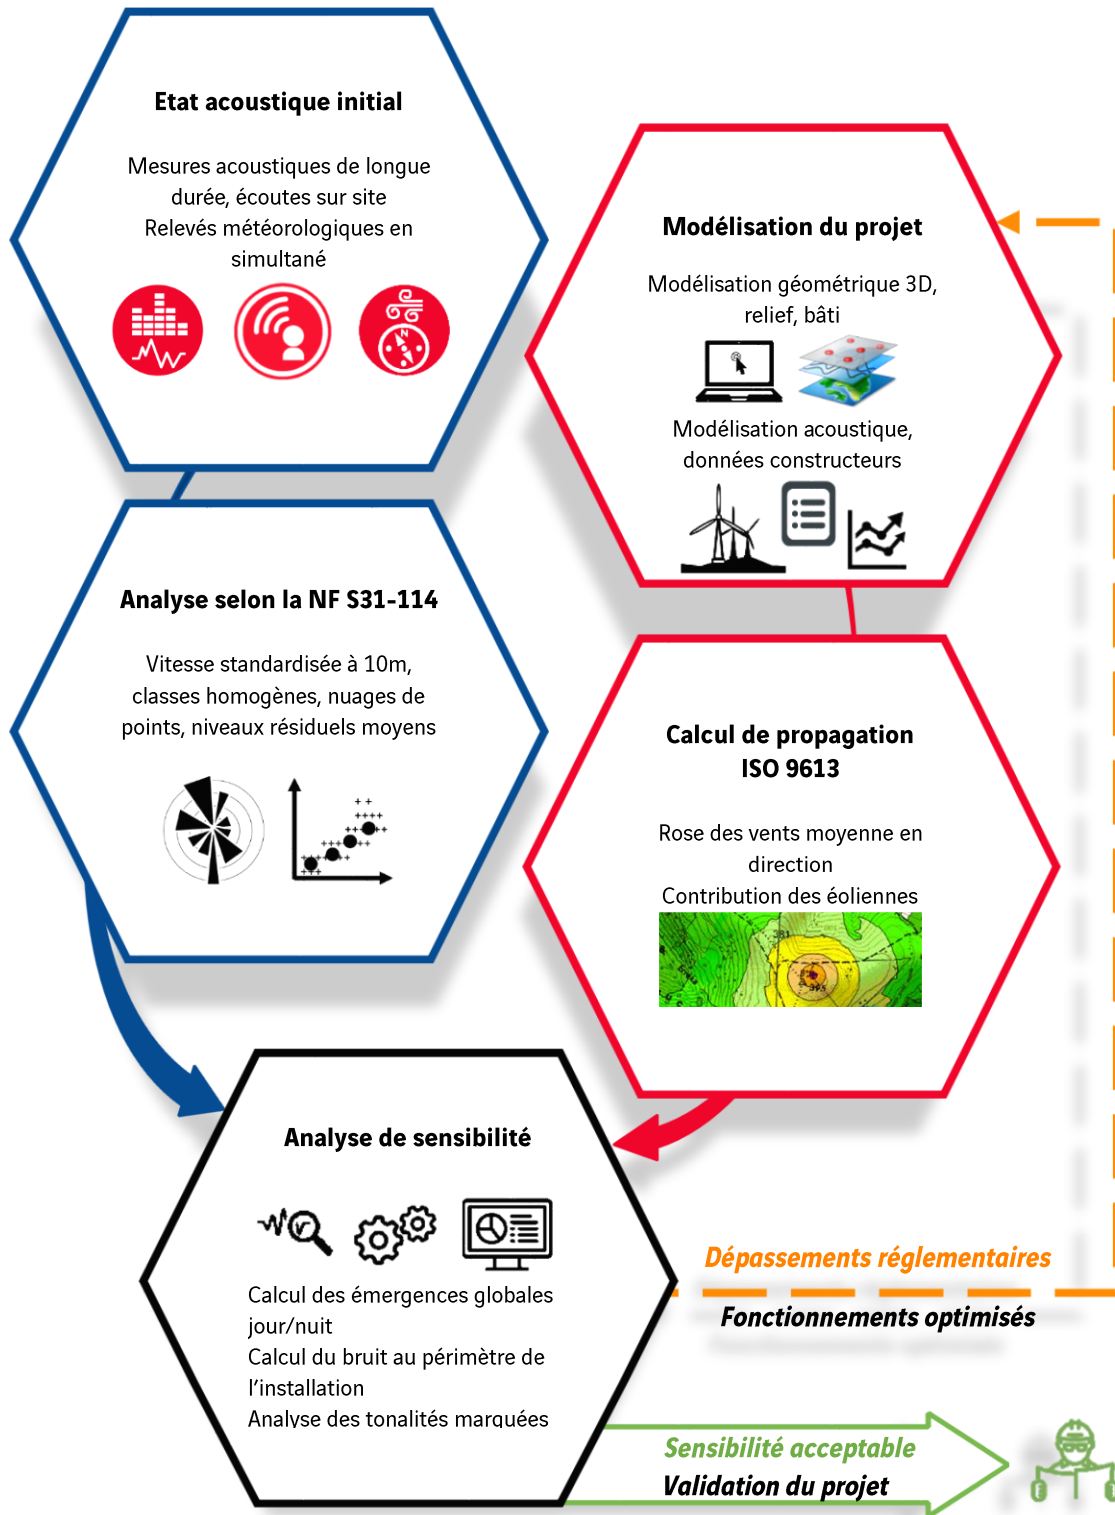 Etat acoustique initial
Mesures acoustiques de longue
durée, écoutes sur site
Relevés météorologiques en
simultané
N
Analyse selon la NF S31-114
Vitesse standardisée à 10m,
classes homogènes, nuages de
points, niveaux résiduels moyens
Modélisation du projet
Modélisation géométrique 3D,
relief, bâti
Modélisation acoustique,
données constructeurs
Calcul de propagation
ISO 9613
Rose des vents moyenne en
direction
Contribution des éoliennes
381
395
Analyse de sensibilité
Calcul des émergences globales
jour/nuit
Calcul du bruit au périmètre de
l'installation
Analyse des tonalités marquées
Dépassements réglementaires
Fonctionnements optimisés
Sensibilité acceptable
Validation du projet